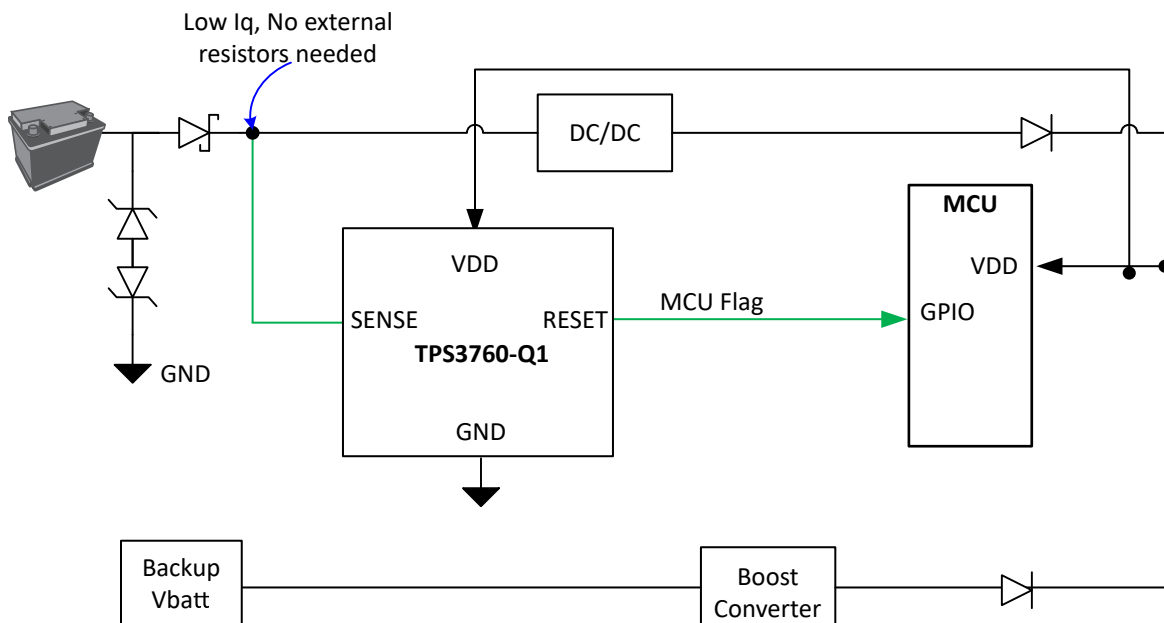 Low Iq, No external
resistors needed
DC/DC
MCU
VDD
VDD
SENSE
RESET
MCU Flag
GPIO
TPS3760-Q1
GND
GND
Backup
Vbatt
Boost
Converter